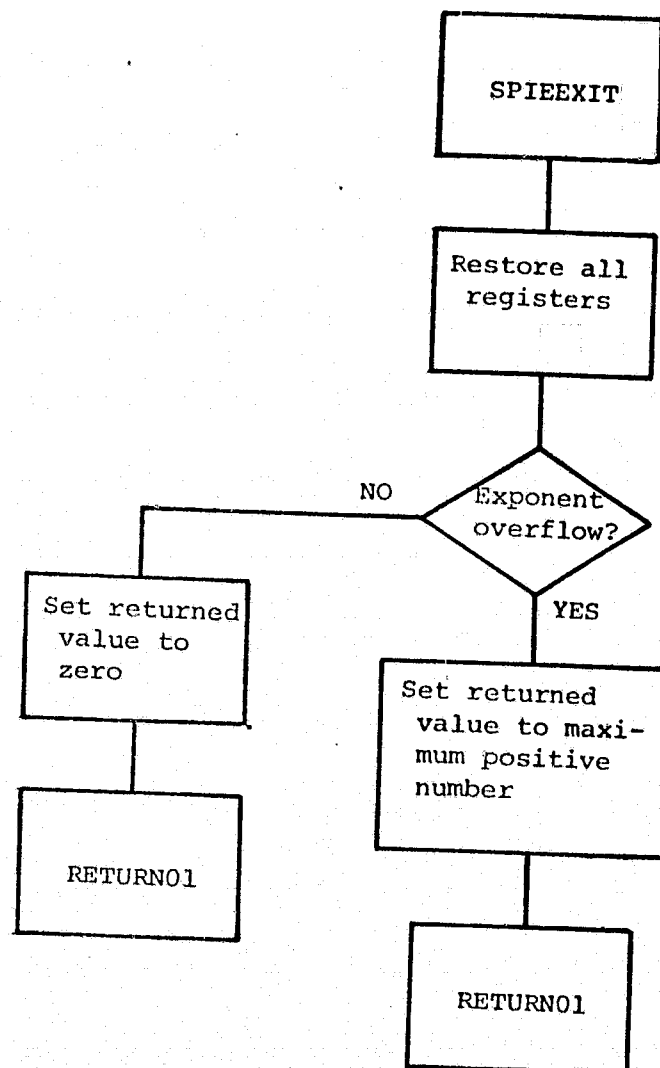 SPIEEXIT
Restore all
registers
Exponent
overflow?
NO
YES
Set returned
value to
zero
Set returned
value to maxi-
mum positive
number
RETURN01
RETURN01